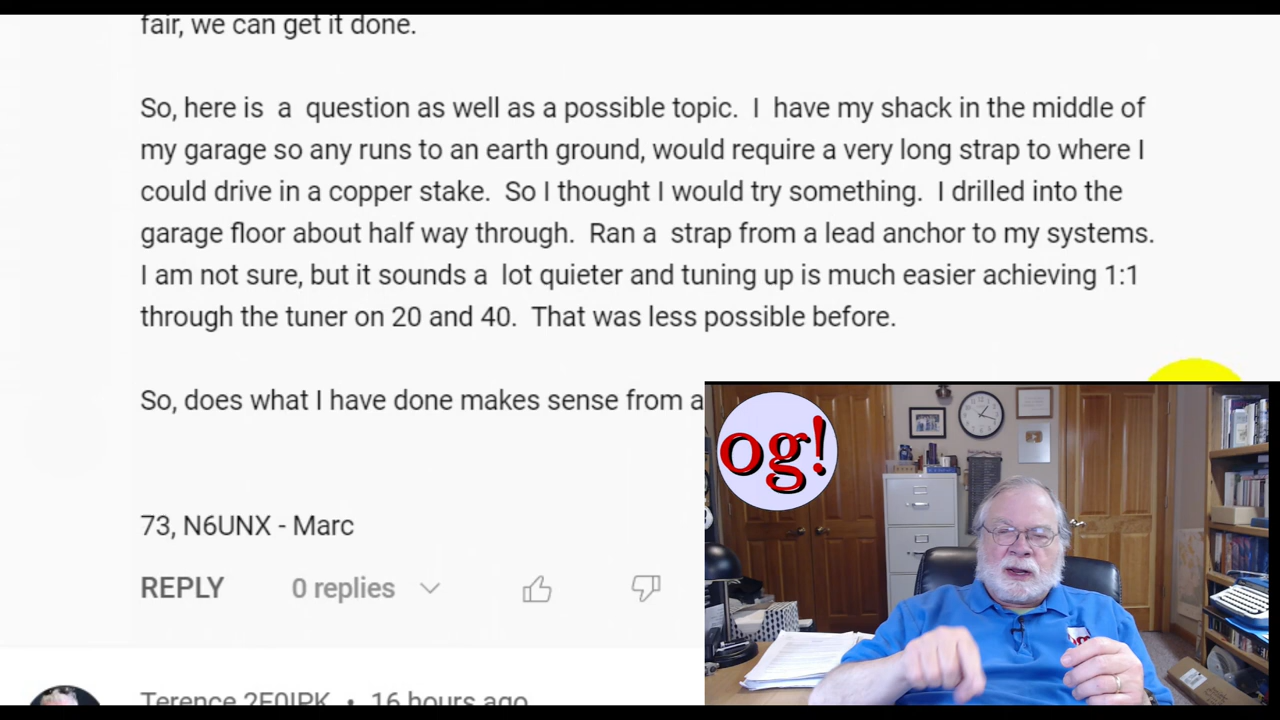 fair, we can get it done.
So, here is a question as well as a possible topic. I have my shack in the middle of
my garage so any runs to an earth ground, would require a very long strap to where I
could drive in a copper stake. So I thought I would try something. I drilled into the
garage floor about half way through. Ran a strap from a lead anchor to my systems.
I am not sure, but it sounds a lot quieter and tuning up is much easier achieving 1:1
through the tuner on 20 and 40. That was less possible before.
So, does what I have done makes sense from a
og!
73, N6UNX - Marc
REPLY 0 replies
Terence 2E0IPK • 16 hours ago